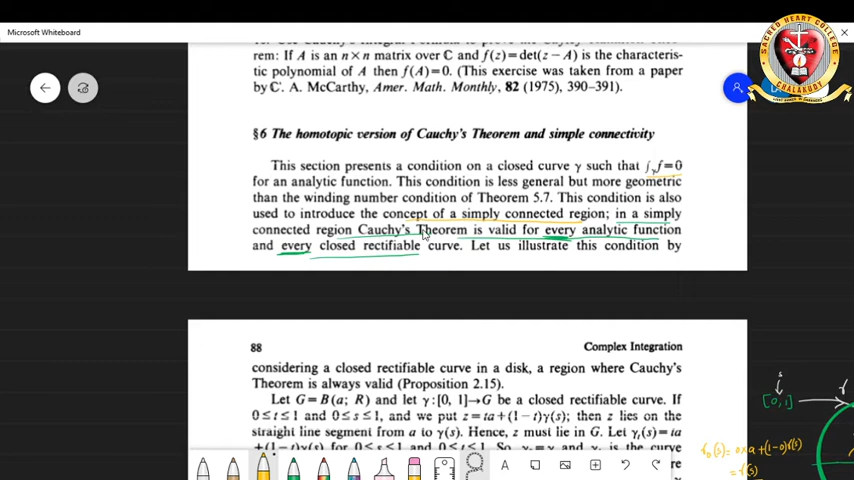 Microsoft Whiteboard
SACRED HEART COLLEGE
CHALAKUDY
rem: If A is an n×n matrix over ℂ and f(z)=det(z−A) is the characteris-
tic polynomial of A then f(A)=0. (This exercise was taken from a paper
by C. A. McCarthy, Amer. Math. Monthly, 82 (1975), 390–391).
§6 The homotopic version of Cauchy's Theorem and simple connectivity
This section presents a condition on a closed curve γ such that ∫γ f=0
for an analytic function. This condition is less general but more geometric
than the winding number condition of Theorem 5.7. This condition is also
used to introduce the concept of a simply connected region; in a simply
connected region Cauchy's Theorem is valid for every analytic function
and every closed rectifiable curve. Let us illustrate this condition by
88 Complex Integration
considering a closed rectifiable curve in a disk, a region where Cauchy's
Theorem is always valid (Proposition 2.15).
Let G=B(a; R) and let γ:[0, 1]→G be a closed rectifiable curve. If
0≤t≤1 and 0≤s≤1, and we put z=ta+(1−t)γ(s); then z lies on the
straight line segment from a to γ(s). Hence, z must lie in G. Let γt(s)=ta
s
[0,1]
γ
γ0(s)= 0×a+(1-0)γ(s)
=γ(s)